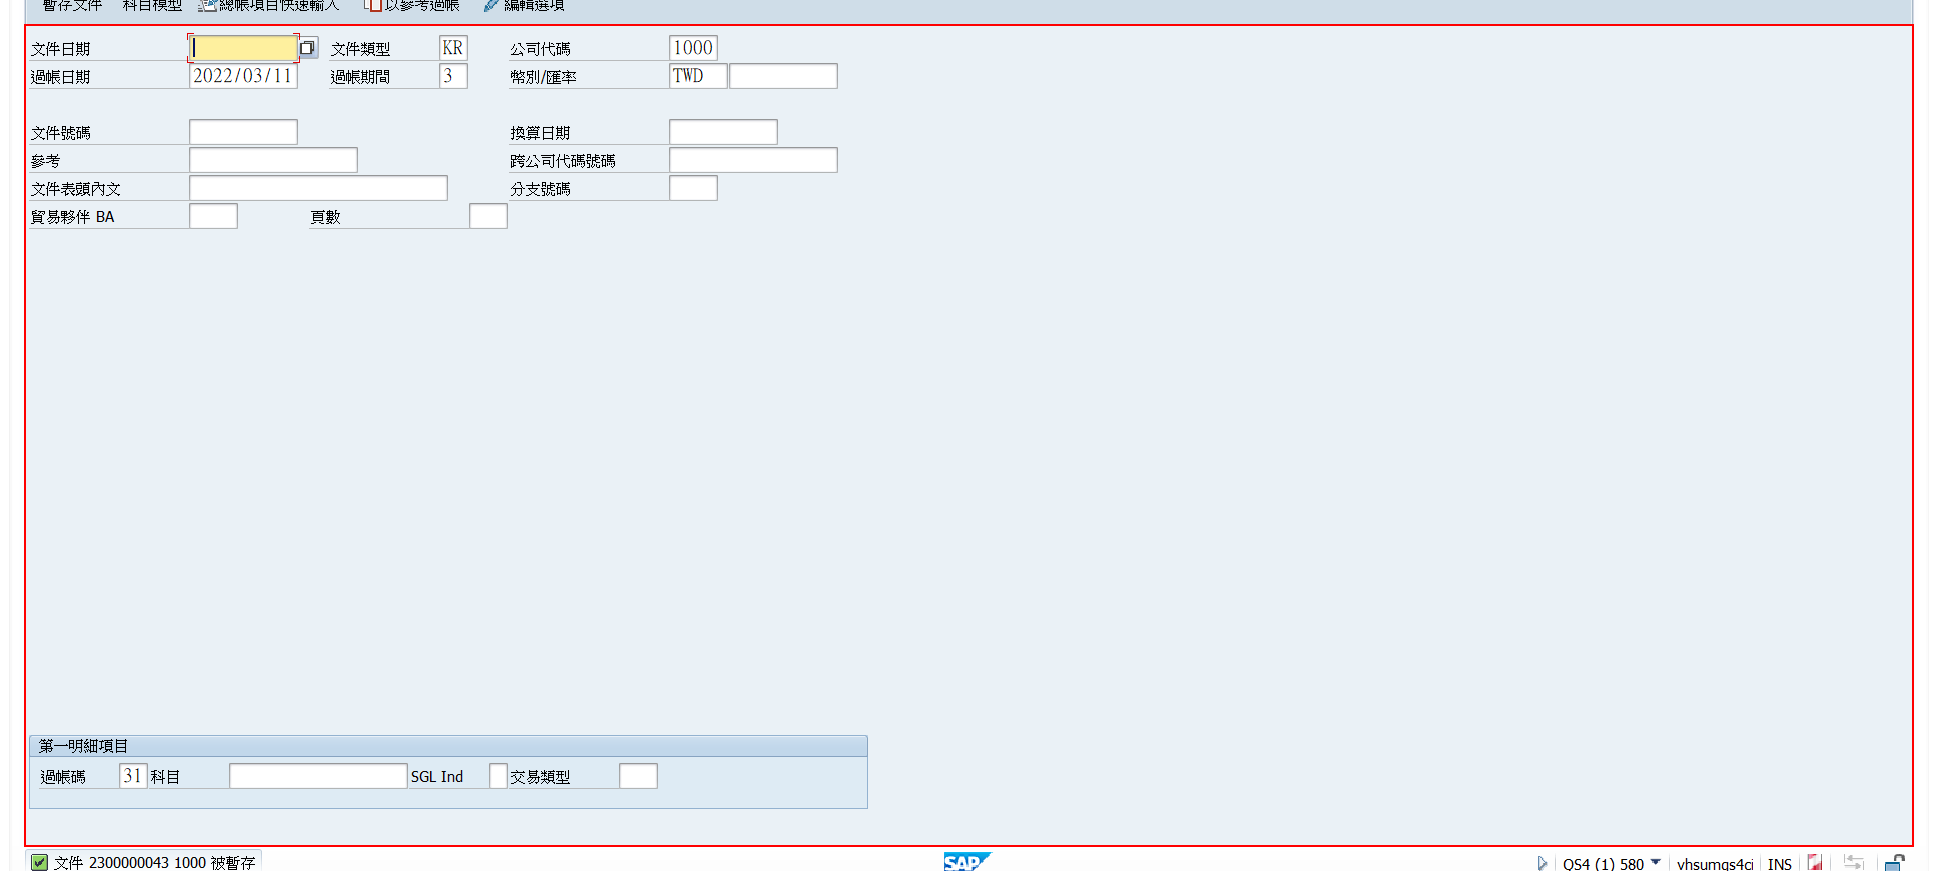 暫存文件 科目模型 總帳項目快速輸入 以參考過帳 編輯選項
文件日期 文件類型 KR 公司代碼 1000
過帳日期 2022/03/11 過帳期間 3 幣別/匯率 TWD
文件號碼 換算日期
參考 跨公司代碼號碼
文件表頭內文 分支號碼
貿易夥伴 BA 頁數
第一明細項目
過帳碼 31 科目 SGL Ind 交易類型
文件 2300000043 1000 被暫存 SAP QS4 (1) 580 vhsumqs4ci INS